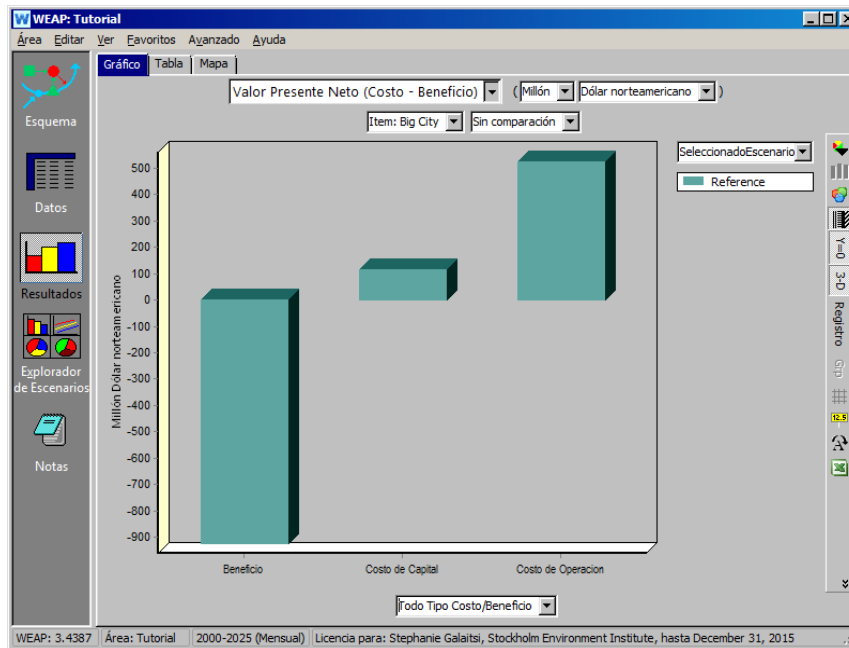 WEAP: Tutorial
Área Editar Ver Favoritos Avanzado Ayuda
Gráfico Tabla Mapa
Valor Presente Neto (Costo - Beneficio) ( Millón Dólar norteamericano )
Item: Big City Sin comparación
SeleccionadoEscenario
Reference
Esquema
Datos
Resultados
Explorador
de Escenarios
Notas
Millón Dólar norteamericano
500
400
300
200
100
0
-100
-200
-300
-400
-500
-600
-700
-800
-900
Beneficio Costo de Capital Costo de Operacion
Todo Tipo Costo/Beneficio
Y=0
3-D
Registro
Grp
12.5
WEAP: 3.4387 Área: Tutorial 2000-2025 (Mensual) Licencia para: Stephanie Galaitsi, Stockholm Environment Institute, hasta December 31, 2015